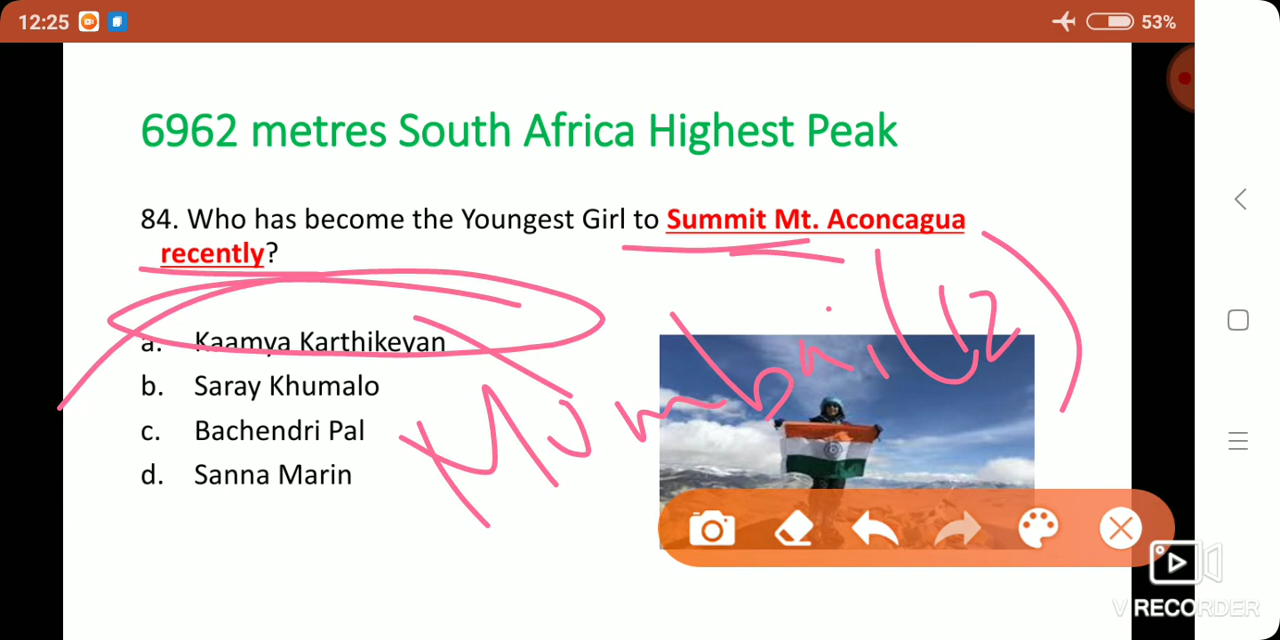 12:25
53%
6962 metres South Africa Highest Peak
84. Who has become the Youngest Girl to Summit Mt. Aconcagua
recently?
a. Kaamya Karthikeyan
b. Saray Khumalo
c. Bachendri Pal
d. Sanna Marin
Mumbai (12)
V RECORDER